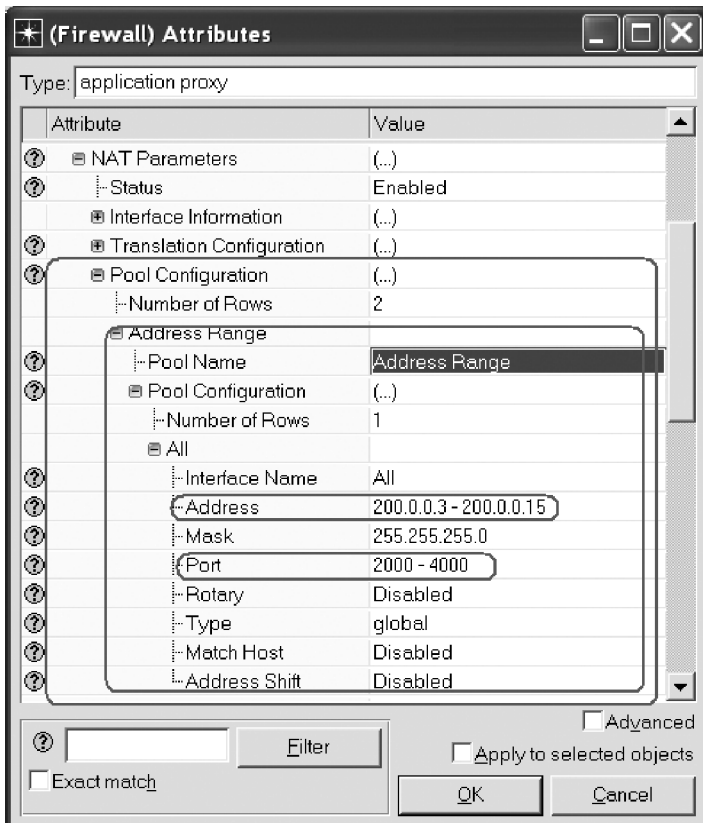 (Firewall) Attributes
Type: application proxy
Attribute Value
NAT Parameters (...)
Status Enabled
Interface Information (...)
Translation Configuration (...)
Pool Configuration (...)
Number of Rows 2
Address Range
Pool Name Address Range
Pool Configuration (...)
Number of Rows 1
All
Interface Name All
Address 200.0.0.3 - 200.0.0.15
Mask 255.255.255.0
Port 2000 - 4000
Rotary Disabled
Type global
Match Host Disabled
Address Shift Disabled
Advanced
Filter
Apply to selected objects
Exact match
OK Cancel